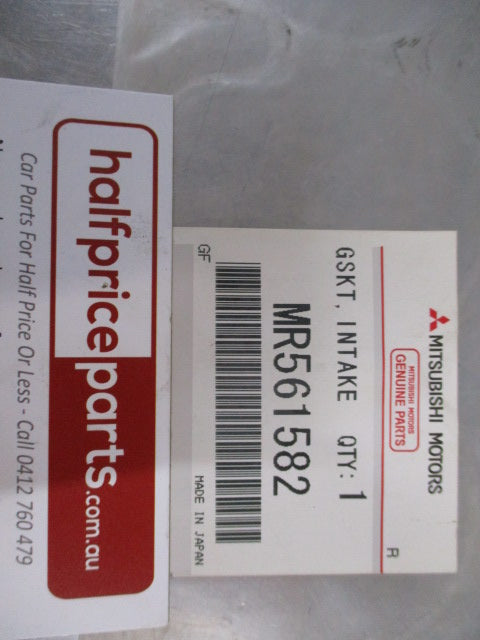 MITSUBISHI MOTORS
MITSUBISHI MOTORS
GENUINE PARTS
R
GSKT, INTAKE QTY: 1
MR561582
GF
MADE IN JAPAN
halfpriceparts.com.au
Car Parts For Half Price Or Less - Call 0412 760 479